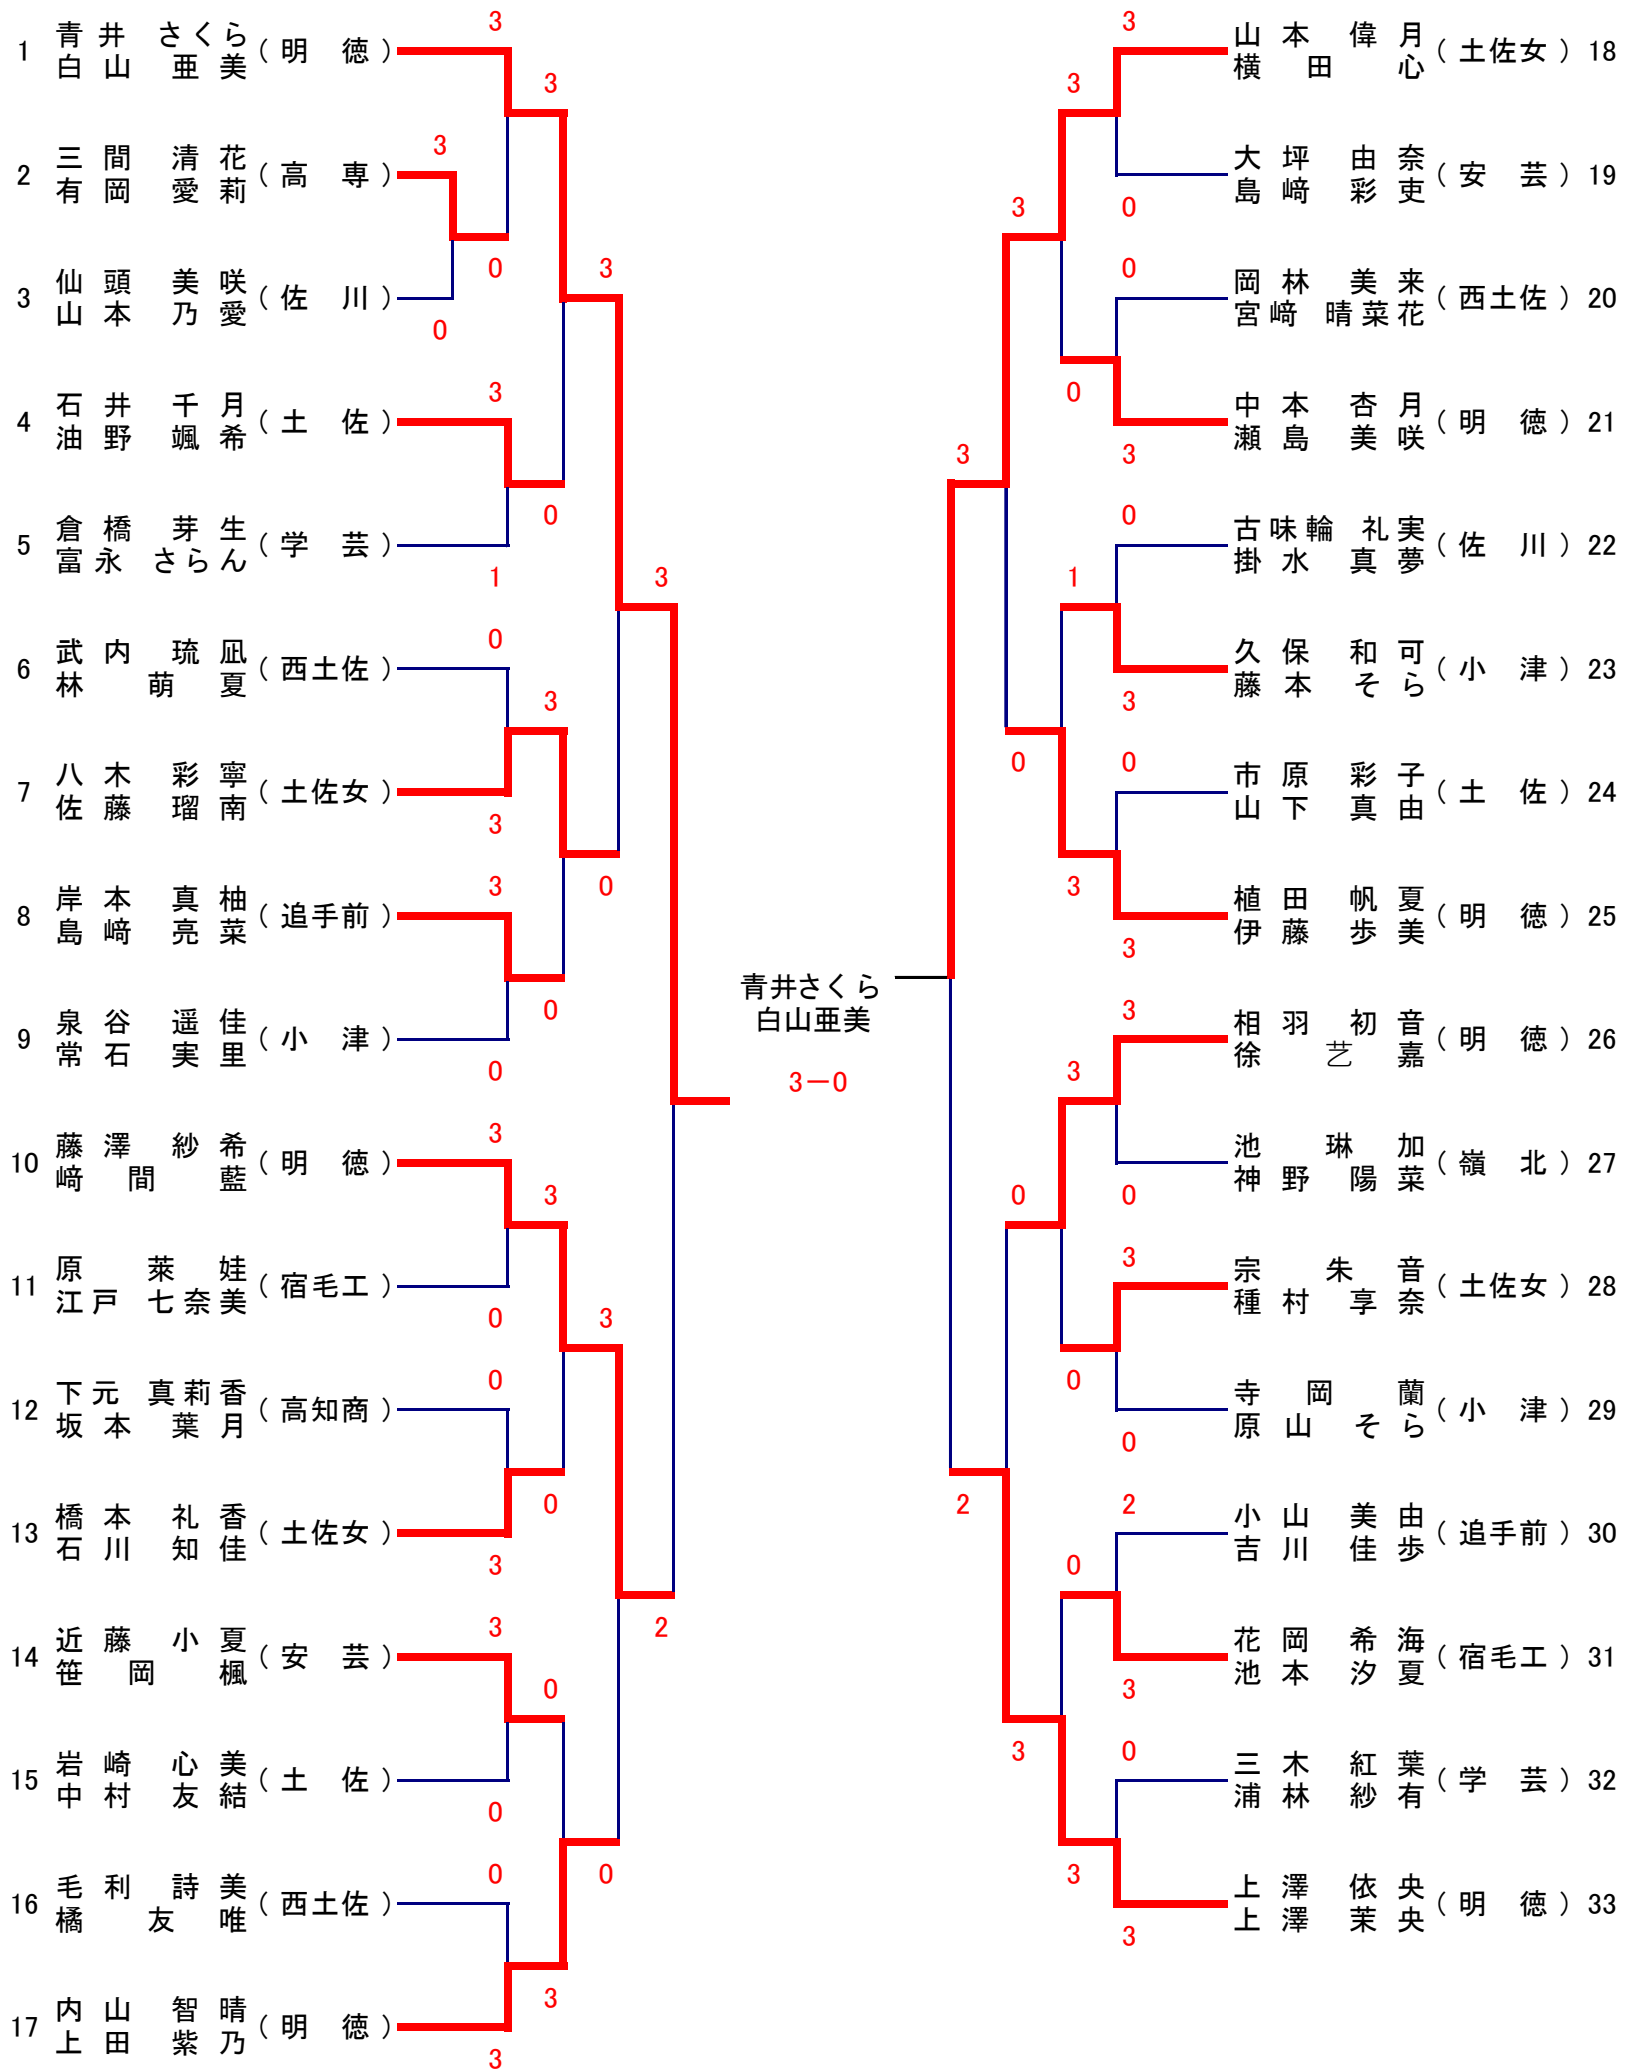 1 青井 さくら (明 徳)
白山 亜美
2 三間 清花 (高 専)
有岡 愛莉
3 仙頭 美咲 (佐 川)
山本 乃愛
4 石井 千月 (土 佐)
油野 颯希
5 倉橋 芽生 (学 芸)
富永 さらん
6 武内 琉凪 (西土佐)
林 萌夏
7 八木 彩寧 (土佐女)
佐藤 瑠南
8 岸本 真柚 (追手前)
島﨑 亮菜
9 泉谷 遥佳 (小 津)
常石 実里
10 藤澤 紗希 (明 徳)
﨑間 藍
11 原 萊娃 (宿毛工)
江戸 七奈美
12 下元 真莉香 (高知商)
坂本 葉月
13 橋本 礼香 (土佐女)
石川 知佳
14 近藤 小夏 (安 芸)
笹岡 楓
15 岩崎 心美 (土 佐)
中村 友結
16 毛利 詩美 (西土佐)
橘 友唯
17 内山 智晴 (明 徳)
上田 紫乃
3
3
3
0
0
3
3
0
1
3
0
3
3
3
0
0
0
3
3
0
3
0
0
3
2
3
0
0
0
0
3
3
青井さくら
白山亜美
3－0
3
3
3
0
3
0
0
3
0
1
3
0
0
3
3
3
3
0
0
3
0
0
2
2
0
3
3
0
3
3
山本 偉月 (土佐女) 18
横田 心
大坪 由奈 (安 芸) 19
島﨑 彩吏
岡林 美来 (西土佐) 20
宮﨑 晴菜花
中本 杏月 (明 徳) 21
瀬島 美咲
古味輪 礼実 (佐 川) 22
掛水 真夢
久保 和可 (小 津) 23
藤本 そら
市原 彩子 (土 佐) 24
山下 真由
植田 帆夏 (明 徳) 25
伊藤 歩美
相羽 初音 (明 徳) 26
徐 艺嘉
池 琳加 (嶺 北) 27
神野 陽菜
宗 朱音 (土佐女) 28
種村 享奈
寺岡 蘭 (小 津) 29
原山 そら
小山 美由 (追手前) 30
吉川 佳歩
花岡 希海 (宿毛工) 31
池本 汐夏
三木 紅葉 (学 芸) 32
浦林 紗有
上澤 依央 (明 徳) 33
上澤 茉央